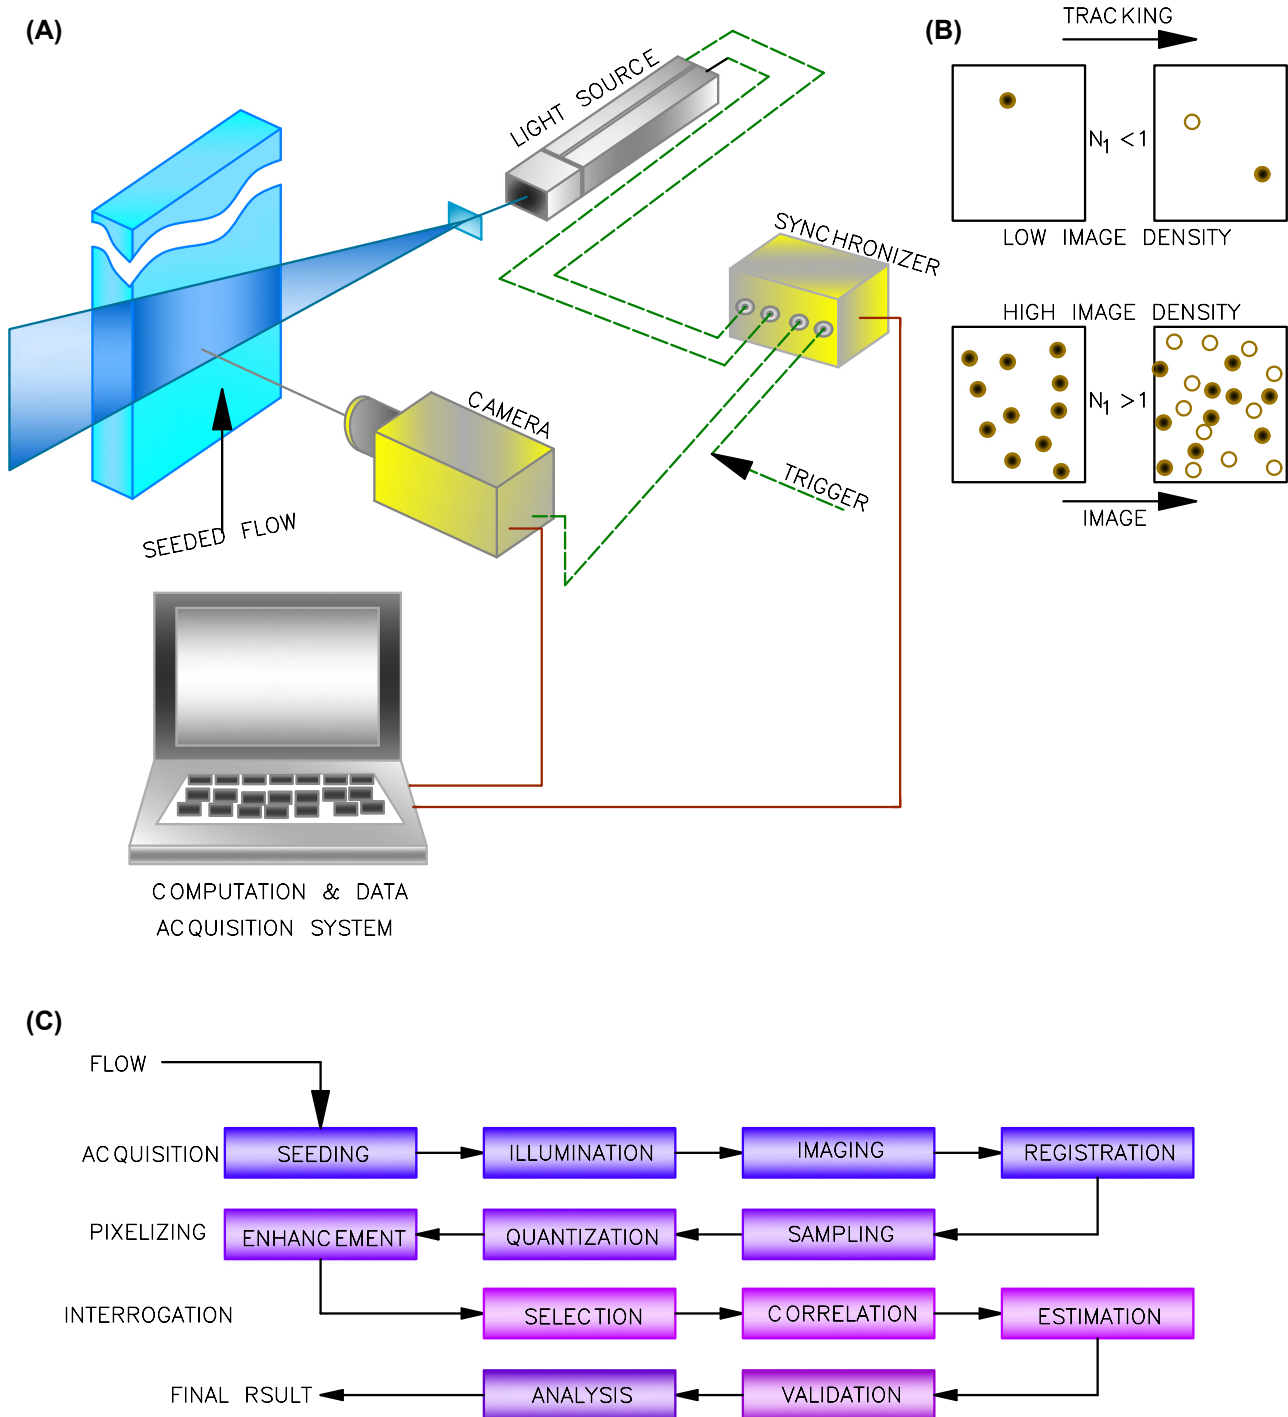 (A)
LIGHT SOURCE
SYNCHRONIZER
CAMERA
TRIGGER
SEEDED FLOW
COMPUTATION & DATA
ACQUISITION SYSTEM
(B)
TRACKING
N1 < 1
LOW IMAGE DENSITY
HIGH IMAGE DENSITY
N1 > 1
IMAGE
(C)
FLOW
ACQUISITION SEEDING ILLUMINATION IMAGING REGISTRATION
PIXELIZING ENHANCEMENT QUANTIZATION SAMPLING
INTERROGATION SELECTION CORRELATION ESTIMATION
FINAL RSULT ANALYSIS VALIDATION